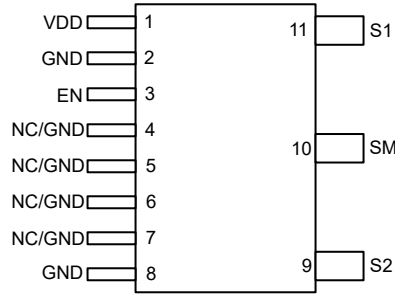 VDD 1 11 S1
GND 2
EN 3
NC/GND 4
NC/GND 5 10 SM
NC/GND 6
NC/GND 7
GND 8 9 S2